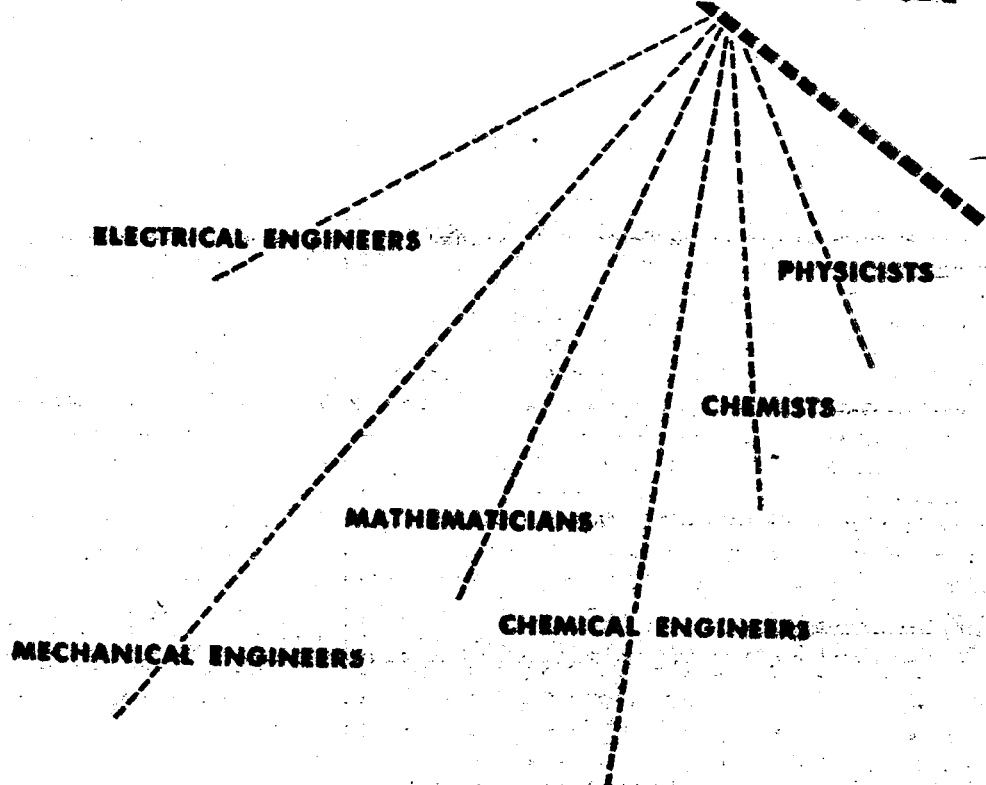 ELECTRICAL ENGINEERS
PHYSICISTS
CHEMISTS
MATHEMATICIANS
CHEMICAL ENGINEERS
MECHANICAL ENGINEERS